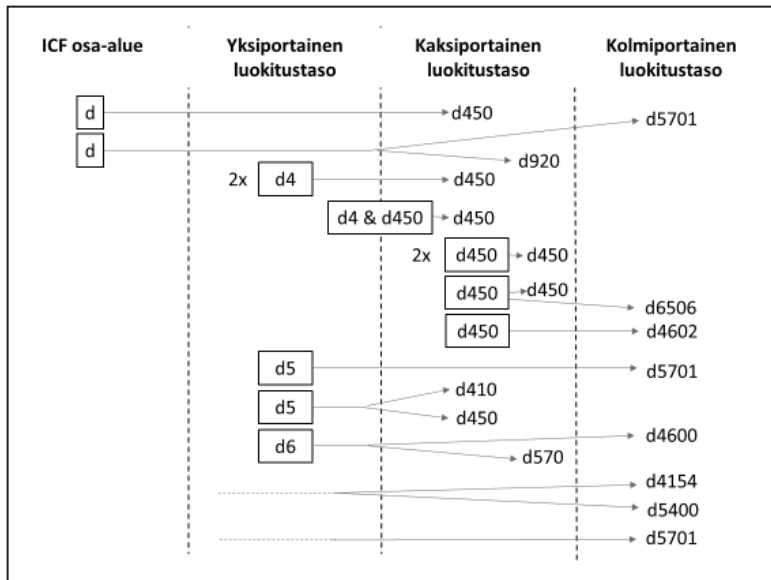 ICF osa-alue
Yksiportainen
luokitustaso
Kaksiportainen
luokitustaso
Kolmiportainen
luokitustaso
d d450
d5701
d
d920
2x d4 d450
d4 & d450 d450
2x d450 d450
d450 d450
d6506
d450 d4602
d5 d5701
d410
d5
d450
d4600
d6
d570
d4154
d5400
d5701